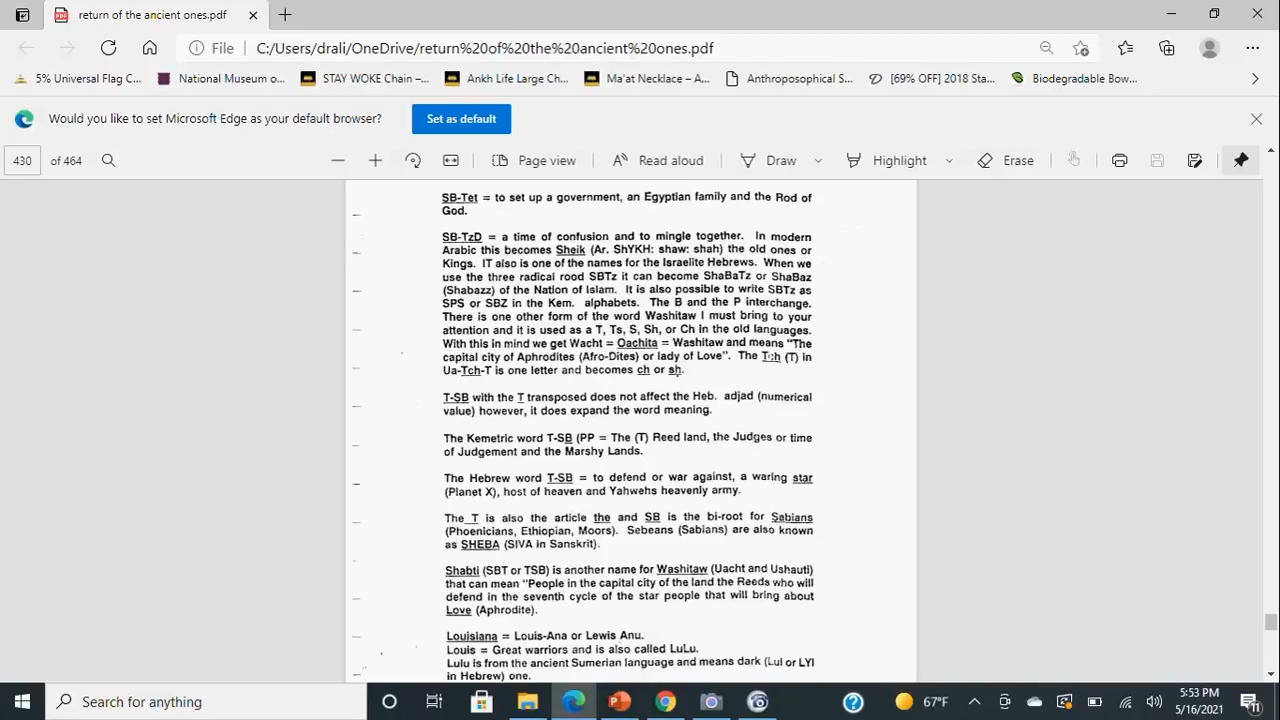 return of the ancient ones.pdf
File
C:/Users/drali/OneDrive/return%20of%20the%20ancient%20ones.pdf
5% Universal Flag C...
National Museum o...
STAY WOKE Chain –...
Ankh Life Large Ch...
Ma'at Necklace – A...
Anthroposophical S...
[69% OFF] 2018 Sta...
Biodegradable Bow...
Would you like to set Microsoft Edge as your default browser?
Set as default
430 of 464
Page view
Read aloud
Draw
Highlight
Erase
SB-Tet = to set up a government, an Egyptian family and the Rod of
God.
SB-TzD = a time of confusion and to mingle together. In modern
Arabic this becomes Sheik (Ar. ShYKH: shaw: shah) the old ones or
Kings. IT also is one of the names for the Israelite Hebrews. When we
use the three radical rood SBTz it can become ShaBaTz or ShaBaz
(Shabazz) of the Nation of Islam. It is also possible to write SBTz as
SPS or SBZ in the Kem. alphabets. The B and the P interchange.
There is one other form of the word Washitaw I must bring to your
attention and it is used as a T, Ts, S, Sh, or Ch in the old languages.
With this in mind we get Wacht = Oachita = Washitaw and means "The
capital city of Aphrodites (Afro-Dites) or lady of Love". The Tch (T) in
Ua-Tch-T is one letter and becomes ch or sh.
T-SB with the T transposed does not affect the Heb. adjad (numerical
value) however, it does expand the word meaning.
The Kemetric word T-SB (PP = The (T) Reed land, the Judges or time
of Judgement and the Marshy Lands.
The Hebrew word T-SB = to defend or war against, a waring star
(Planet X), host of heaven and Yahwehs heavenly army.
The T is also the article the and SB is the bi-root for Sabians
(Phoenicians, Ethiopian, Moors). Sebeans (Sabians) are also known
as SHEBA (SIVA in Sanskrit).
Shabti (SBT or TSB) is another name for Washitaw (Uacht and Ushauti)
that can mean "People in the capital city of the land the Reeds who will
defend in the seventh cycle of the star people that will bring about
Love (Aphrodite).
Louisiana = Louis-Ana or Lewis Anu.
Louis = Great warriors and is also called LuLu.
Lulu is from the ancient Sumerian language and means dark (Lul or LYI
in Hebrew) one.
Search for anything
67°F
5:53 PM
5/16/2021